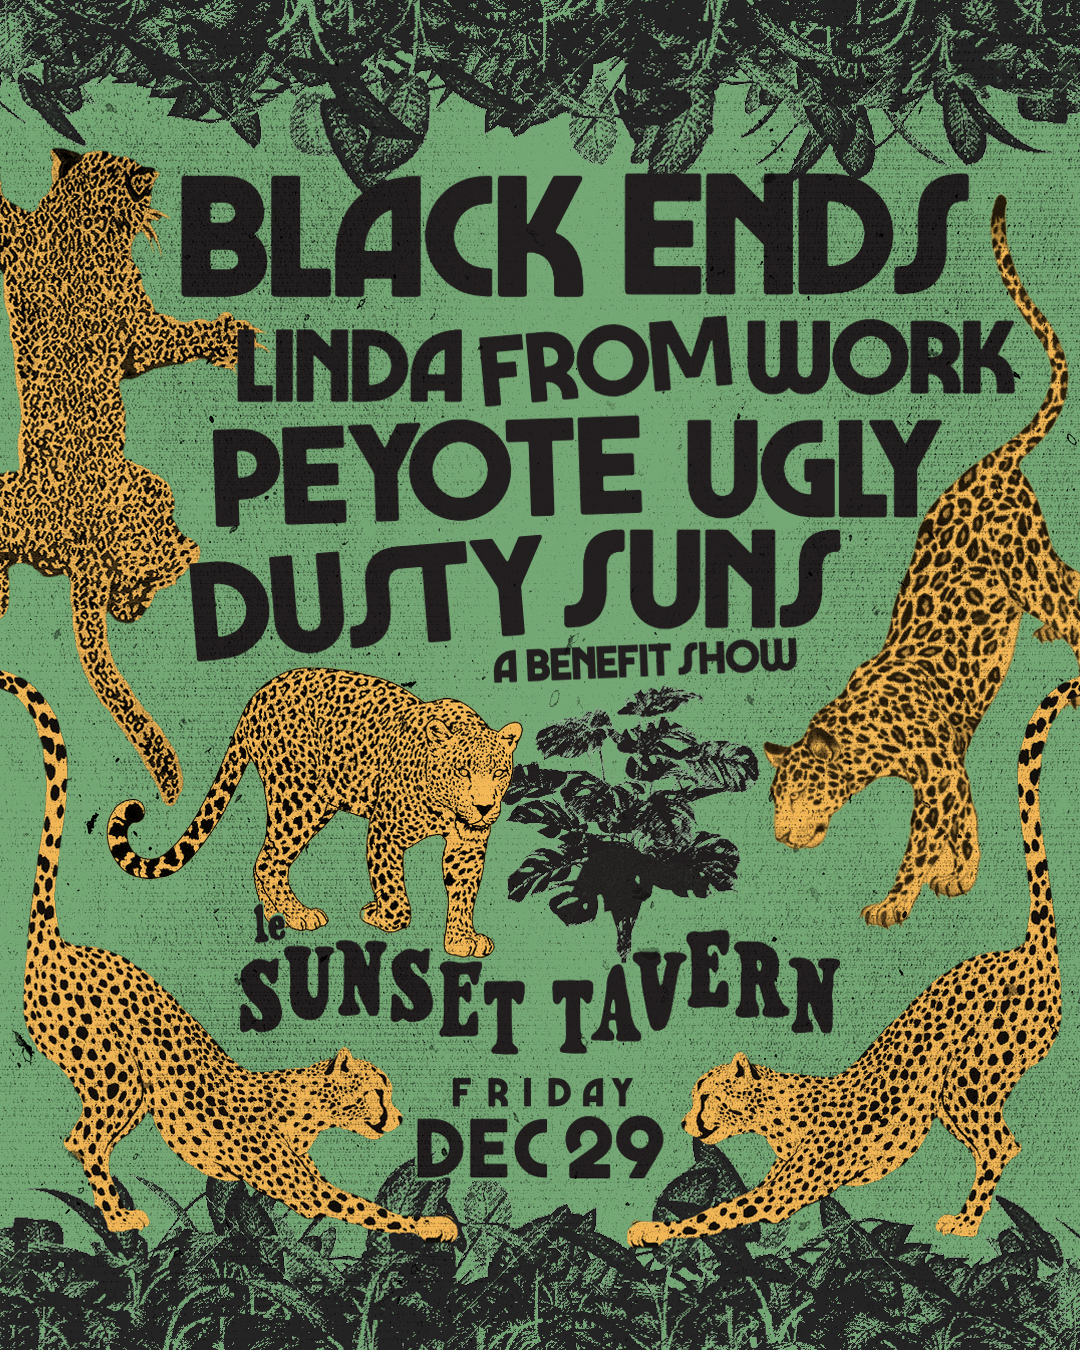 BLACK ENDS
LINDA FROM WORK
PEYOTE UGLY
DUSTY SUNS
A BENEFIT SHOW
le
SUNSET TAVERN
FRIDAY
DEC 29